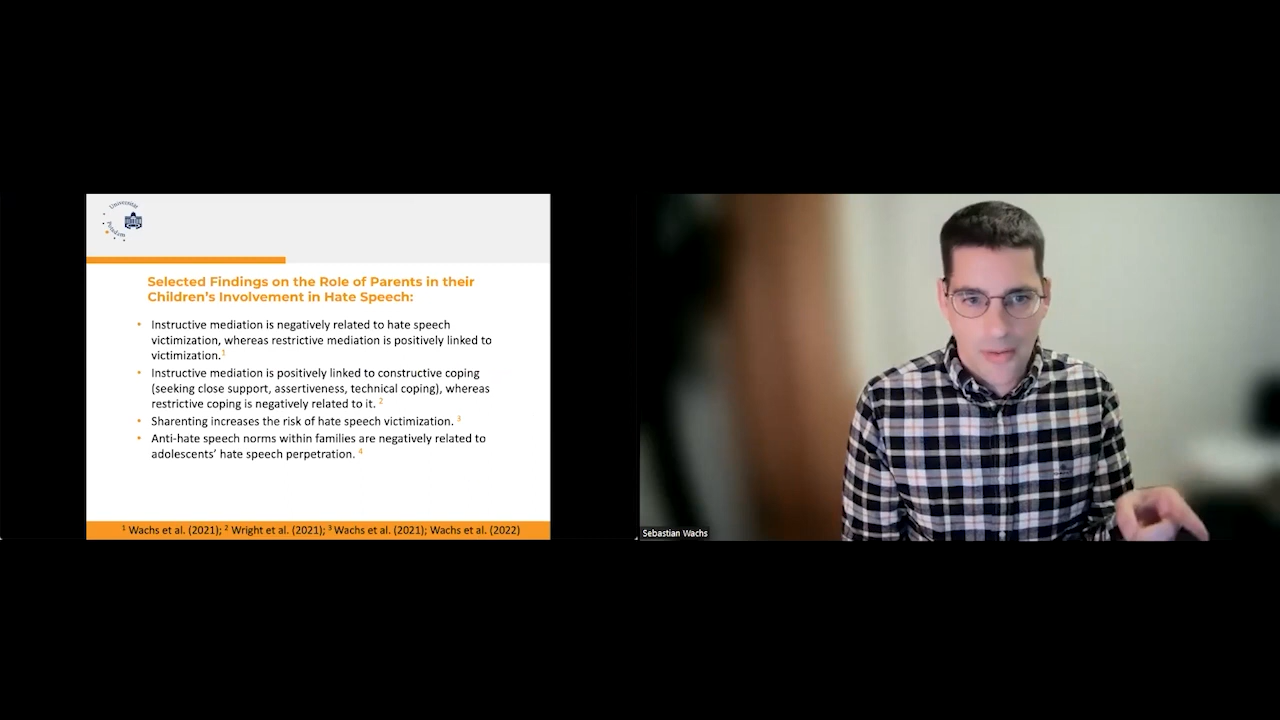 Universität
Potsdam
Selected Findings on the Role of Parents in their
Children's Involvement in Hate Speech:
• Instructive mediation is negatively related to hate speech
victimization, whereas restrictive mediation is positively linked to
victimization.1
• Instructive mediation is positively linked to constructive coping
(seeking close support, assertiveness, technical coping), whereas
restrictive coping is negatively related to it. 2
• Sharenting increases the risk of hate speech victimization. 3
• Anti-hate speech norms within families are negatively related to
adolescents' hate speech perpetration. 4
1 Wachs et al. (2021); 2 Wright et al. (2021); 3 Wachs et al. (2021); Wachs et al. (2022)
Sebastian Wachs